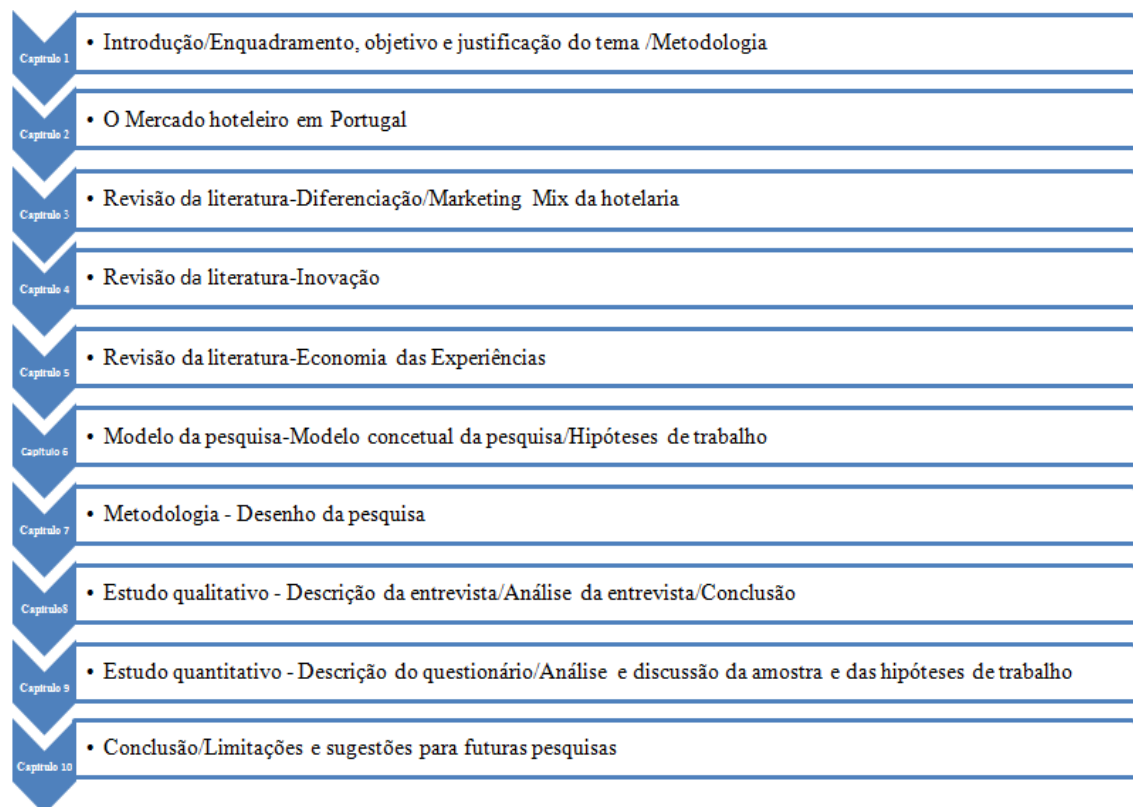 Capítulo 1
• Introdução/Enquadramento, objetivo e justificação do tema /Metodologia
Capítulo 2
• O Mercado hoteleiro em Portugal
Capítulo 3
• Revisão da literatura-Diferenciação/Marketing Mix da hotelaria
Capítulo 4
• Revisão da literatura-Inovação
Capítulo 5
• Revisão da literatura-Economia das Experiências
Capítulo 6
• Modelo da pesquisa-Modelo concetual da pesquisa/Hipóteses de trabalho
Capítulo 7
• Metodologia - Desenho da pesquisa
Capítulo8
• Estudo qualitativo - Descrição da entrevista/Análise da entrevista/Conclusão
Capítulo 9
• Estudo quantitativo - Descrição do questionário/Análise e discussão da amostra e das hipóteses de trabalho
Capítulo 10
• Conclusão/Limitações e sugestões para futuras pesquisas